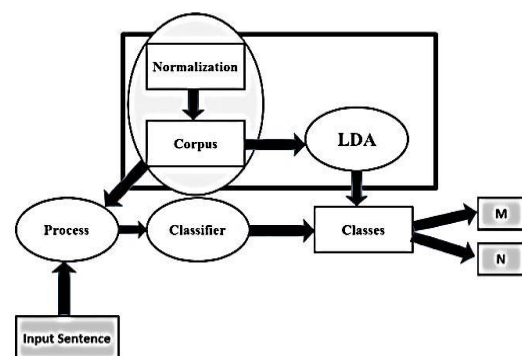 Normalization
Corpus
LDA
Process
Classifier
Classes
M
N
Input Sentence